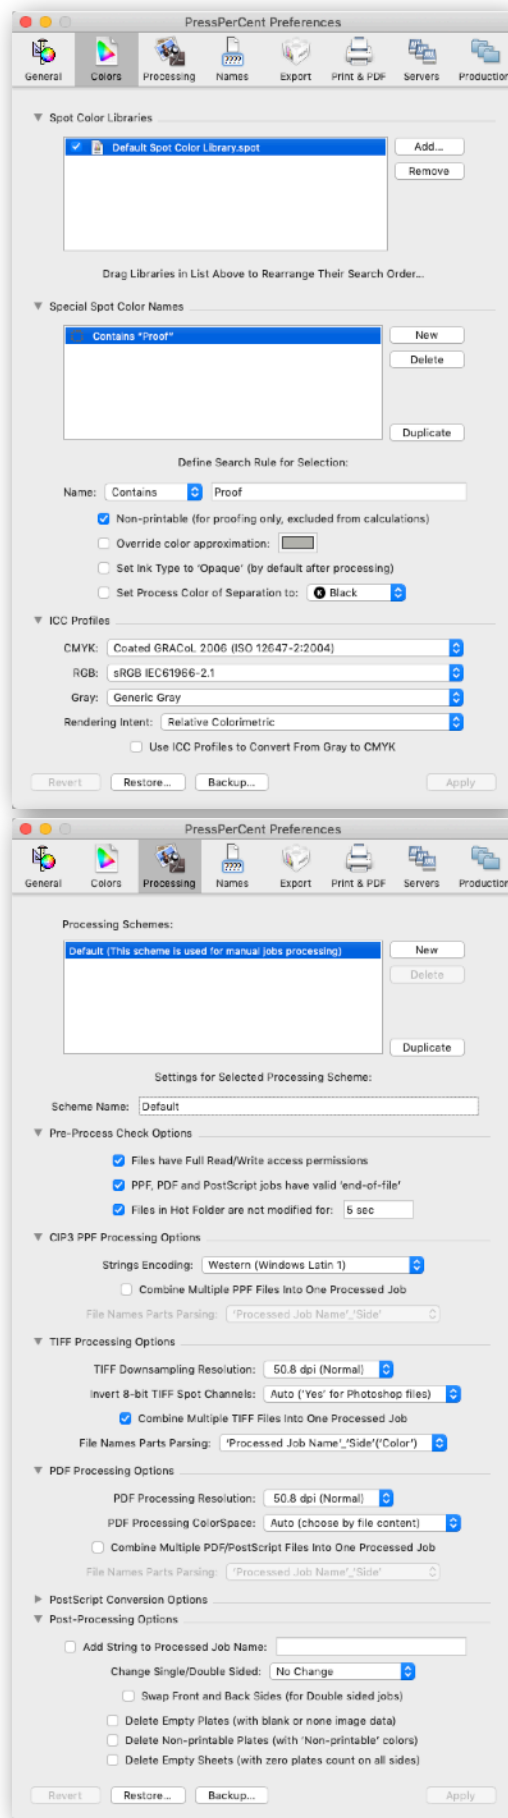 PressPerCent Preferences
General Colors Processing Names Export Print & PDF Servers Production
Spot Color Libraries
Default Spot Color Library.spot
Add...
Remove
Drag Libraries in List Above to Rearrange Their Search Order...
Special Spot Color Names
Contains "Proof"
New
Delete
Duplicate
Define Search Rule for Selection:
Name: Contains Proof
Non-printable (for proofing only, excluded from calculations)
Override color approximation:
Set Ink Type to 'Opaque' (by default after processing)
Set Process Color of Separation to: K Black
ICC Profiles
CMYK: Coated GRACoL 2006 (ISO 12647-2:2004)
RGB: sRGB IEC61966-2.1
Gray: Generic Gray
Rendering Intent: Relative Colorimetric
Use ICC Profiles to Convert From Gray to CMYK
Revert Restore... Backup... Apply
PressPerCent Preferences
General Colors Processing Names Export Print & PDF Servers Production
Processing Schemes:
Default (This scheme is used for manual jobs processing)
New
Delete
Duplicate
Settings for Selected Processing Scheme:
Scheme Name: Default
Pre-Process Check Options
Files have Full Read/Write access permissions
PPF, PDF and PostScript jobs have valid 'end-of-file'
Files in Hot Folder are not modified for: 5 sec
CIP3 PPF Processing Options
Strings Encoding: Western (Windows Latin 1)
Combine Multiple PPF Files Into One Processed Job
File Names Parts Parsing: 'Processed Job Name'_'Side'
TIFF Processing Options
TIFF Downsampling Resolution: 50.8 dpi (Normal)
Invert 8-bit TIFF Spot Channels: Auto ('Yes' for Photoshop files)
Combine Multiple TIFF Files Into One Processed Job
File Names Parts Parsing: 'Processed Job Name'_'Side'('Color')
PDF Processing Options
PDF Processing Resolution: 50.8 dpi (Normal)
PDF Processing ColorSpace: Auto (choose by file content)
Combine Multiple PDF/PostScript Files Into One Processed Job
File Names Parts Parsing: 'Processed Job Name'_'Side'
PostScript Conversion Options
Post-Processing Options
Add String to Processed Job Name:
Change Single/Double Sided: No Change
Swap Front and Back Sides (for Double sided jobs)
Delete Empty Plates (with blank or none image data)
Delete Non-printable Plates (with 'Non-printable' colors)
Delete Empty Sheets (with zero plates count on all sides)
Revert Restore... Backup... Apply